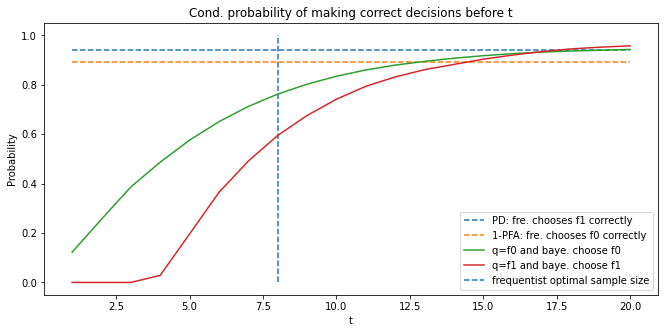 Cond. probability of making correct decisions before t
Probability
1.0
0.8
0.6
0.4
0.2
0.0
PD: fre. chooses f1 correctly
1-PFA: fre. chooses f0 correctly
q=f0 and baye. choose f0
q=f1 and baye. choose f1
frequentist optimal sample size
2.5 5.0 7.5 10.0 12.5 15.0 17.5 20.0
t